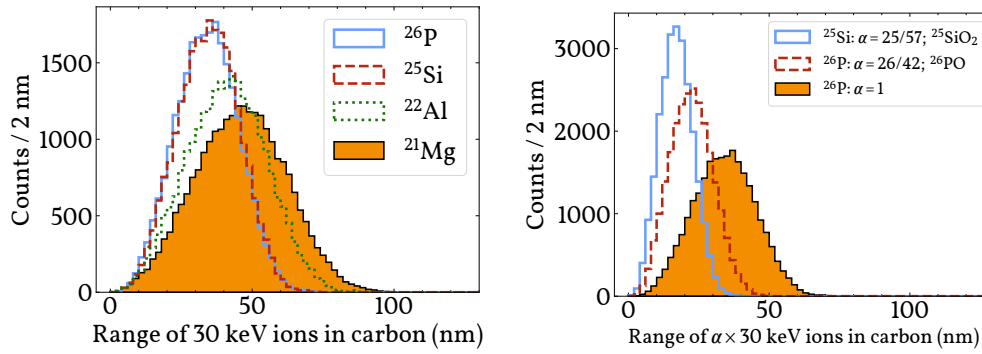 Counts / 2 nm
1500
1000
500
0
0
50
100
Range of 30 keV ions in carbon (nm)
²⁶P
²⁵Si
²²Al
²¹Mg
Counts / 2 nm
3000
2000
1000
0
0
50
100
Range of α× 30 keV ions in carbon (nm)
²⁵Si: α = 25/57; ²⁵SiO₂
²⁶P: α = 26/42; ²⁶PO
²⁶P: α = 1